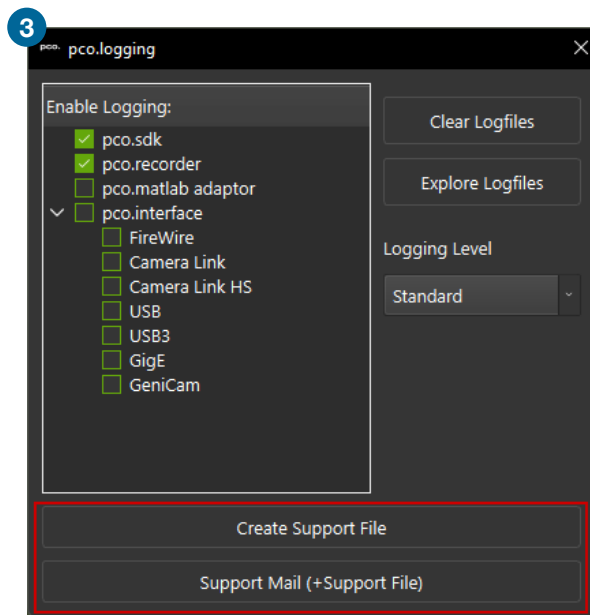 3
pco. pco.logging
Enable Logging:
pco.sdk
pco.recorder
pco.matlab adaptor
pco.interface
FireWire
Camera Link
Camera Link HS
USB
USB3
GigE
GeniCam
Clear Logfiles
Explore Logfiles
Logging Level
Standard
Create Support File
Support Mail (+Support File)